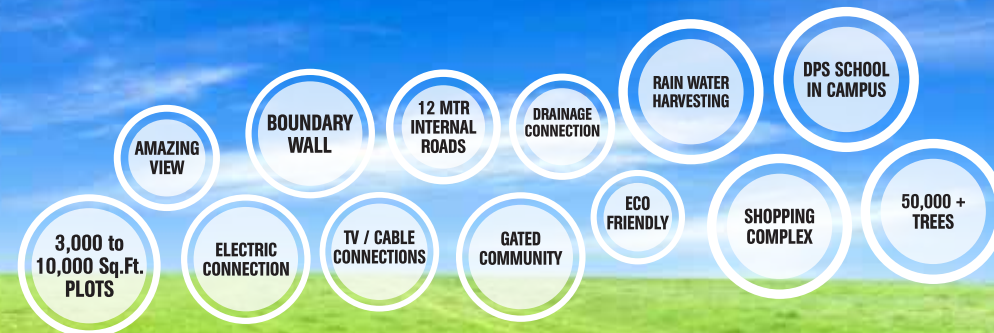 AMAZING
VIEW
BOUNDARY
WALL
12 MTR
INTERNAL
ROADS
DRAINAGE
CONNECTION
RAIN WATER
HARVESTING
DPS SCHOOL
IN CAMPUS
3,000 to
10,000 Sq.Ft.
PLOTS
ELECTRIC
CONNECTION
TV / CABLE
CONNECTIONS
GATED
COMMUNITY
ECO
FRIENDLY
SHOPPING
COMPLEX
50,000 +
TREES